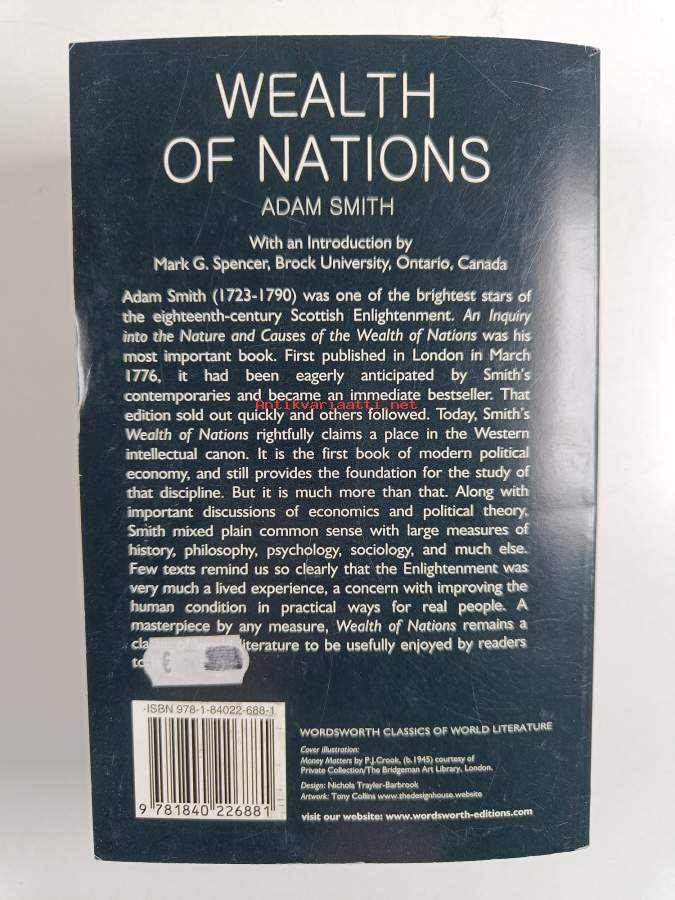 WEALTH
OF NATIONS
ADAM SMITH
With an Introduction by
Mark G. Spencer, Brock University, Ontario, Canada
Adam Smith (1723-1790) was one of the brightest stars of
the eighteenth-century Scottish Enlightenment. An Inquiry
into the Nature and Causes of the Wealth of Nations was his
most important book. First published in London in March
1776, it had been eagerly anticipated by Smith's
contemporaries and became an immediate bestseller. That
Antikvariaatti.net
edition sold out quickly and others followed. Today, Smith's
Wealth of Nations rightfully claims a place in the Western
intellectual canon. It is the first book of modern political
economy, and still provides the foundation for the study of
that discipline. But it is much more than that. Along with
important discussions of economics and political theory,
Smith mixed plain common sense with large measures of
history, philosophy, psychology, sociology, and much else.
Few texts remind us so clearly that the Enlightenment was
very much a lived experience, a concern with improving the
human condition in practical ways for real people. A
masterpiece by any measure, Wealth of Nations remains a
literature to be usefully enjoyed by readers
€
ISBN 978-1-84022-688-1
9 781840 226881
WORDSWORTH CLASSICS OF WORLD LITERATURE
Cover illustration:
Money Matters by P.J.Crook, (b.1945) courtesy of
Private Collection/The Bridgeman Art Library, London.
Design: Nichola Trayler-Barbrook
Artwork: Tony Collins www.thedesignhouse.website
visit our website: www.wordsworth-editions.com